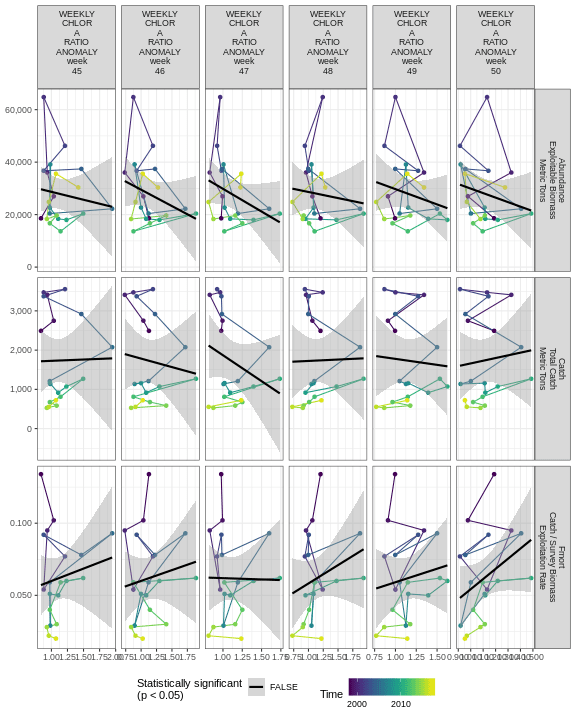 WEEKLY CHLOR A RATIO ANOMALY week 45
WEEKLY CHLOR A RATIO ANOMALY week 46
WEEKLY CHLOR A RATIO ANOMALY week 47
WEEKLY CHLOR A RATIO ANOMALY week 48
WEEKLY CHLOR A RATIO ANOMALY week 49
WEEKLY CHLOR A RATIO ANOMALY week 50
60,000
40,000
20,000
0
Abundance
Exploitable Biomass
Metric Tons
3,000
2,000
1,000
0
Catch
Total Catch
Metric Tons
0.100
0.050
Fmort
Catch / Survey Biomass
Exploitation Rate
1.00 1.25 1.50 1.75 2.00
0.75 1.00 1.25 1.50 1.75
1.00 1.25 1.50 1.75
0.75 1.00 1.25 1.50 1.75
0.75 1.00 1.25 1.50
Statistically significant
(p < 0.05)
FALSE
Time
2000 2010